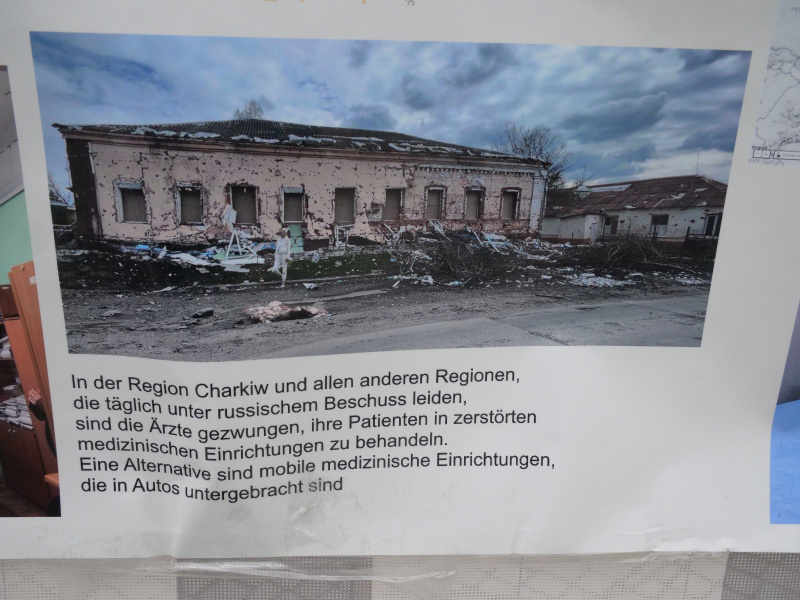 In der Region Charkiw und allen anderen Regionen,
die täglich unter russischem Beschuss leiden,
sind die Ärzte gezwungen, ihre Patienten in zerstörten
medizinischen Einrichtungen zu behandeln.
Eine Alternative sind mobile medizinische Einrichtungen,
die in Autos untergebracht sind